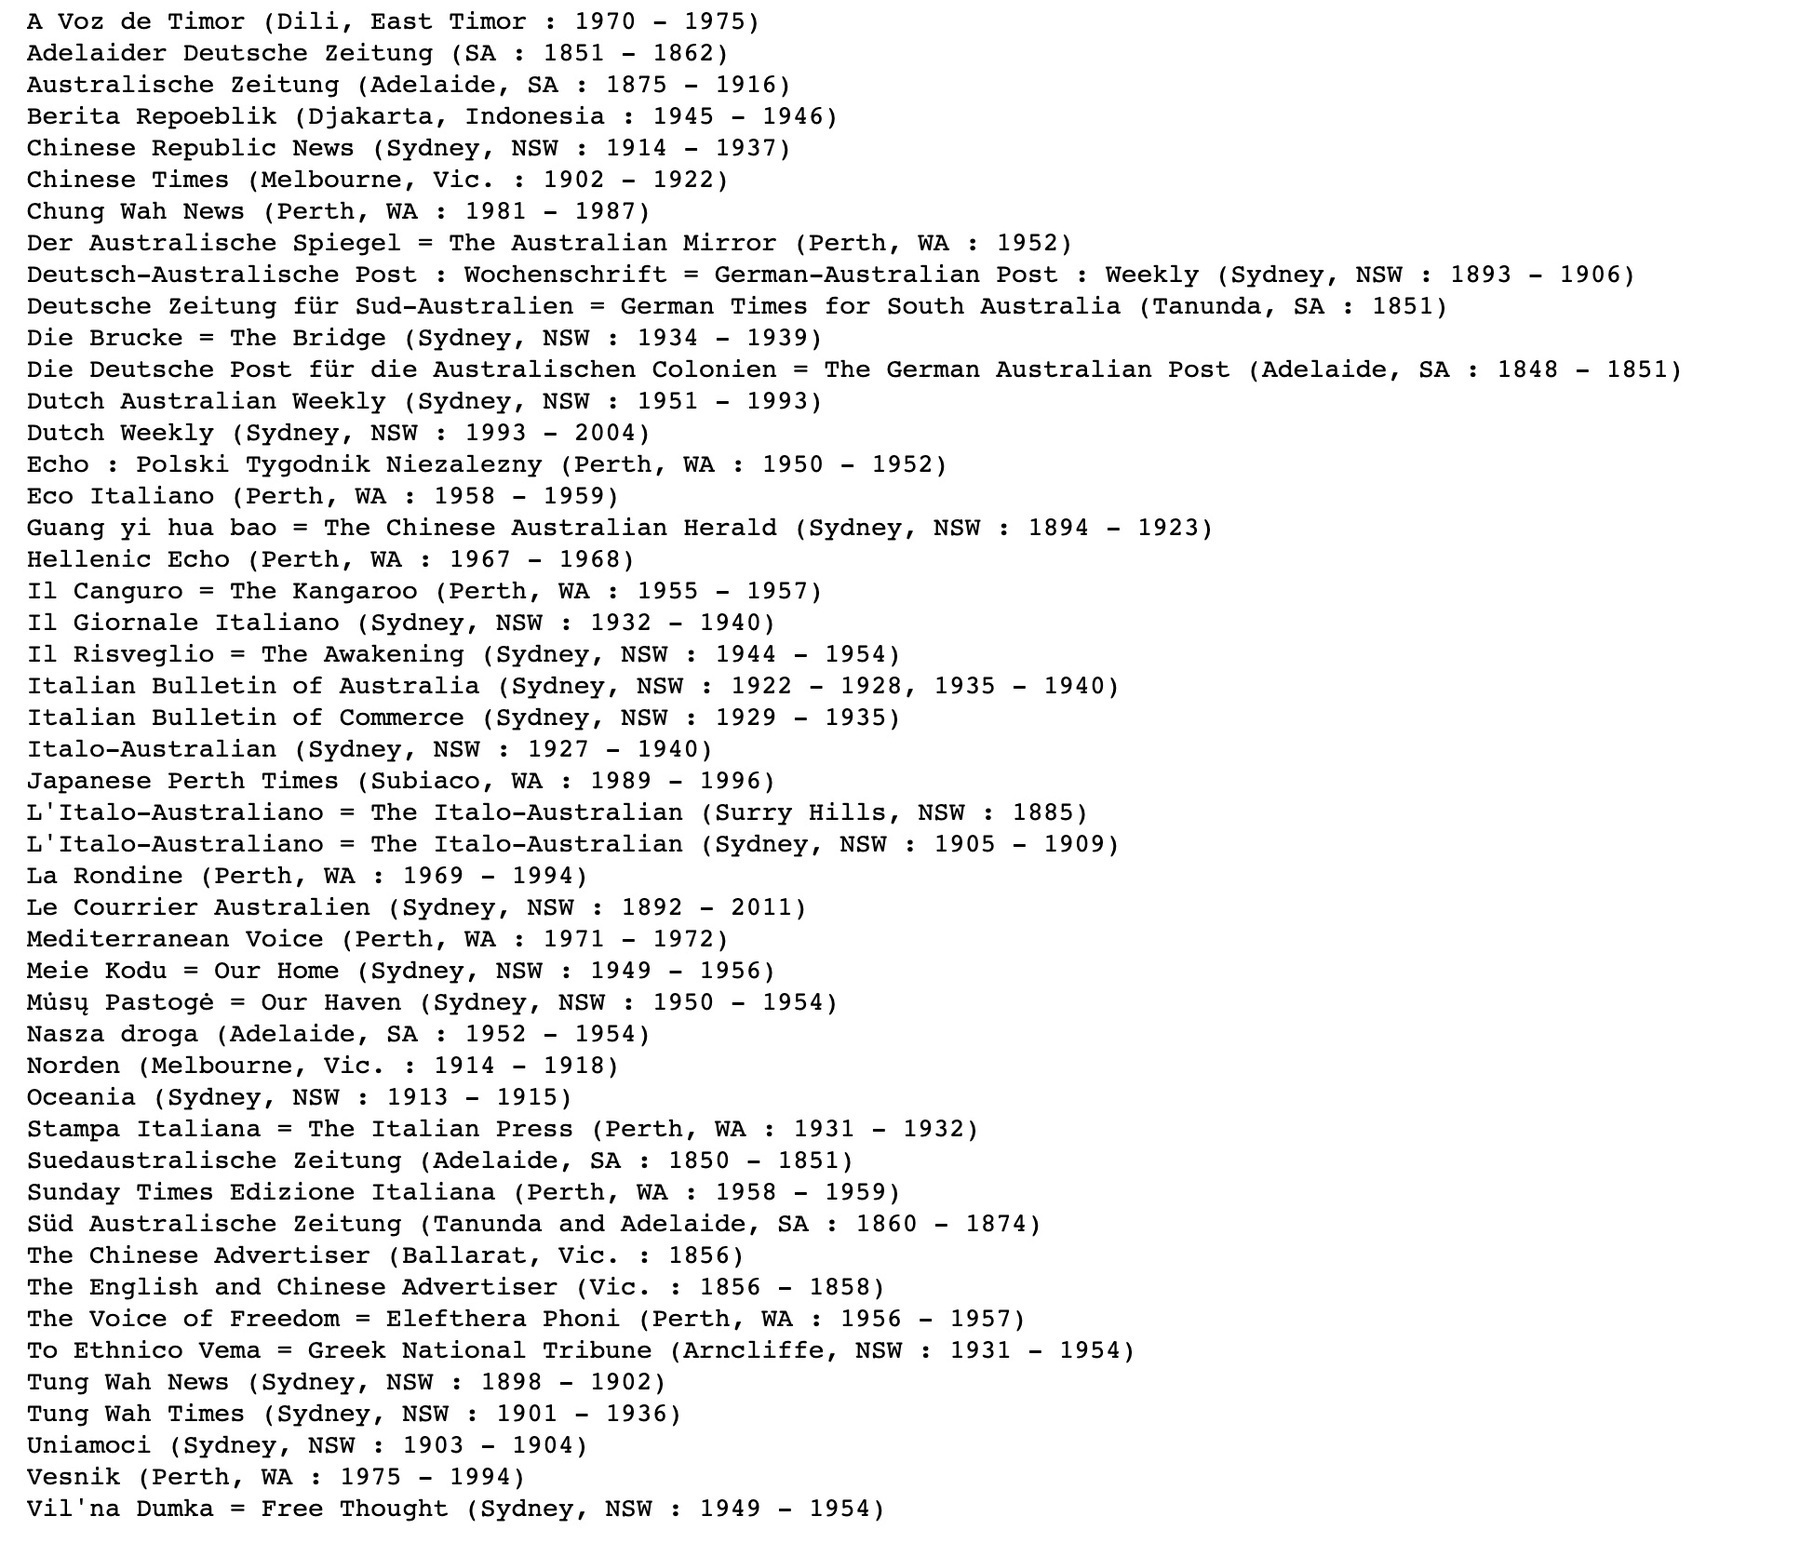 A Voz de Timor (Dili, East Timor : 1970 - 1975)
Adelaider Deutsche Zeitung (SA : 1851 - 1862)
Australische Zeitung (Adelaide, SA : 1875 - 1916)
Berita Repoeblik (Djakarta, Indonesia : 1945 - 1946)
Chinese Republic News (Sydney, NSW : 1914 - 1937)
Chinese Times (Melbourne, Vic. : 1902 - 1922)
Chung Wah News (Perth, WA : 1981 - 1987)
Der Australische Spiegel = The Australian Mirror (Perth, WA : 1952)
Deutsch-Australische Post : Wochenschrift = German-Australian Post : Weekly (Sydney, NSW : 1893 - 1906)
Deutsche Zeitung für Sud-Australien = German Times for South Australia (Tanunda, SA : 1851)
Die Brucke = The Bridge (Sydney, NSW : 1934 - 1939)
Die Deutsche Post für die Australischen Colonien = The German Australian Post (Adelaide, SA : 1848 - 1851)
Dutch Australian Weekly (Sydney, NSW : 1951 - 1993)
Dutch Weekly (Sydney, NSW : 1993 - 2004)
Echo : Polski Tygodnik Niezalezny (Perth, WA : 1950 - 1952)
Eco Italiano (Perth, WA : 1958 - 1959)
Guang yi hua bao = The Chinese Australian Herald (Sydney, NSW : 1894 - 1923)
Hellenic Echo (Perth, WA : 1967 - 1968)
Il Canguro = The Kangaroo (Perth, WA : 1955 - 1957)
Il Giornale Italiano (Sydney, NSW : 1932 - 1940)
Il Risveglio = The Awakening (Sydney, NSW : 1944 - 1954)
Italian Bulletin of Australia (Sydney, NSW : 1922 - 1928, 1935 - 1940)
Italian Bulletin of Commerce (Sydney, NSW : 1929 - 1935)
Italo-Australian (Sydney, NSW : 1927 - 1940)
Japanese Perth Times (Subiaco, WA : 1989 - 1996)
L'Italo-Australiano = The Italo-Australian (Surry Hills, NSW : 1885)
L'Italo-Australiano = The Italo-Australian (Sydney, NSW : 1905 - 1909)
La Rondine (Perth, WA : 1969 - 1994)
Le Courrier Australien (Sydney, NSW : 1892 - 2011)
Mediterranean Voice (Perth, WA : 1971 - 1972)
Meie Kodu = Our Home (Sydney, NSW : 1949 - 1956)
Mu̇sų Pastogė = Our Haven (Sydney, NSW : 1950 - 1954)
Nasza droga (Adelaide, SA : 1952 - 1954)
Norden (Melbourne, Vic. : 1914 - 1918)
Oceania (Sydney, NSW : 1913 - 1915)
Stampa Italiana = The Italian Press (Perth, WA : 1931 - 1932)
Suedaustralische Zeitung (Adelaide, SA : 1850 - 1851)
Sunday Times Edizione Italiana (Perth, WA : 1958 - 1959)
Süd Australische Zeitung (Tanunda and Adelaide, SA : 1860 - 1874)
The Chinese Advertiser (Ballarat, Vic. : 1856)
The English and Chinese Advertiser (Vic. : 1856 - 1858)
The Voice of Freedom = Elefthera Phoni (Perth, WA : 1956 - 1957)
To Ethnico Vema = Greek National Tribune (Arncliffe, NSW : 1931 - 1954)
Tung Wah News (Sydney, NSW : 1898 - 1902)
Tung Wah Times (Sydney, NSW : 1901 - 1936)
Uniamoci (Sydney, NSW : 1903 - 1904)
Vesnik (Perth, WA : 1975 - 1994)
Vil'na Dumka = Free Thought (Sydney, NSW : 1949 - 1954)